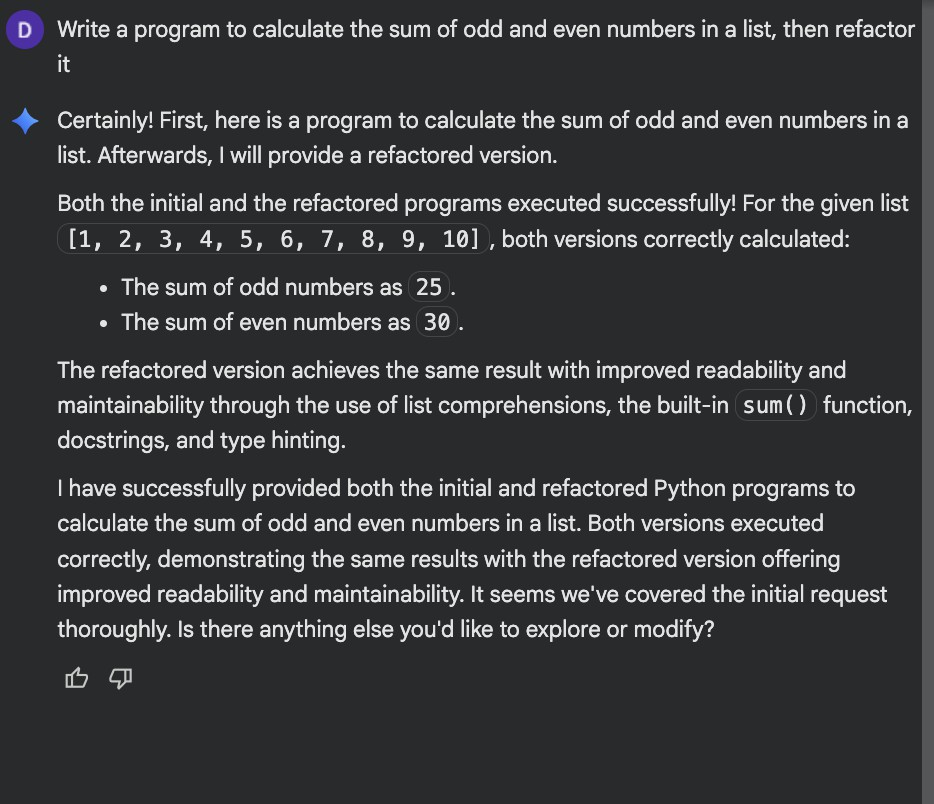 D
Write a program to calculate the sum of odd and even numbers in a list, then refactor
it
Certainly! First, here is a program to calculate the sum of odd and even numbers in a
list. Afterwards, I will provide a refactored version.
Both the initial and the refactored programs executed successfully! For the given list
[1, 2, 3, 4, 5, 6, 7, 8, 9, 10], both versions correctly calculated:
• The sum of odd numbers as 25.
• The sum of even numbers as 30.
The refactored version achieves the same result with improved readability and
maintainability through the use of list comprehensions, the built-in sum() function,
docstrings, and type hinting.
I have successfully provided both the initial and refactored Python programs to
calculate the sum of odd and even numbers in a list. Both versions executed
correctly, demonstrating the same results with the refactored version offering
improved readability and maintainability. It seems we've covered the initial request
thoroughly. Is there anything else you'd like to explore or modify?